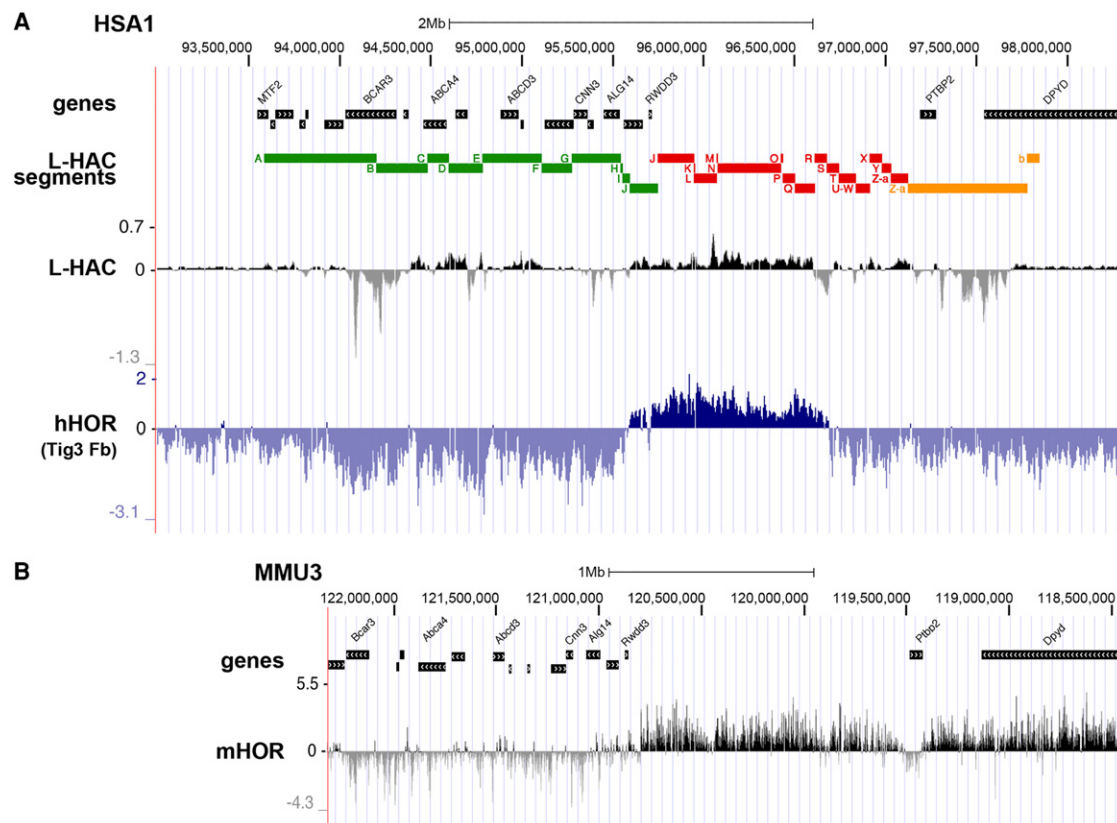 A HSA1
2Mb
93,500,000 94,000,000 94,500,000 95,000,000 95,500,000 96,000,000 96,500,000 97,000,000 97,500,000 98,000,000
genes MTF2 BCAR3 ABCA4 ABCD3 CNN3 ALG14 RWDD3 PTBP2 DPYD
L-HAC
segments
A C E G H J M O R X b
B D F I K N S Y
J L P T Z-a Z-a
Q U-W
0.7
L-HAC 0
-1.3
2
hHOR 0
(Tig3 Fb)
-3.1
B MMU3
1Mb
122,000,000 121,500,000 121,000,000 120,500,000 120,000,000 119,500,000 119,000,000 118,500,000
genes Bcar3 Abca4 Abcd3 Cnn3 Alg14 Rwdd3 Ptbp2 Dpyd
5.5
mHOR 0
-4.3